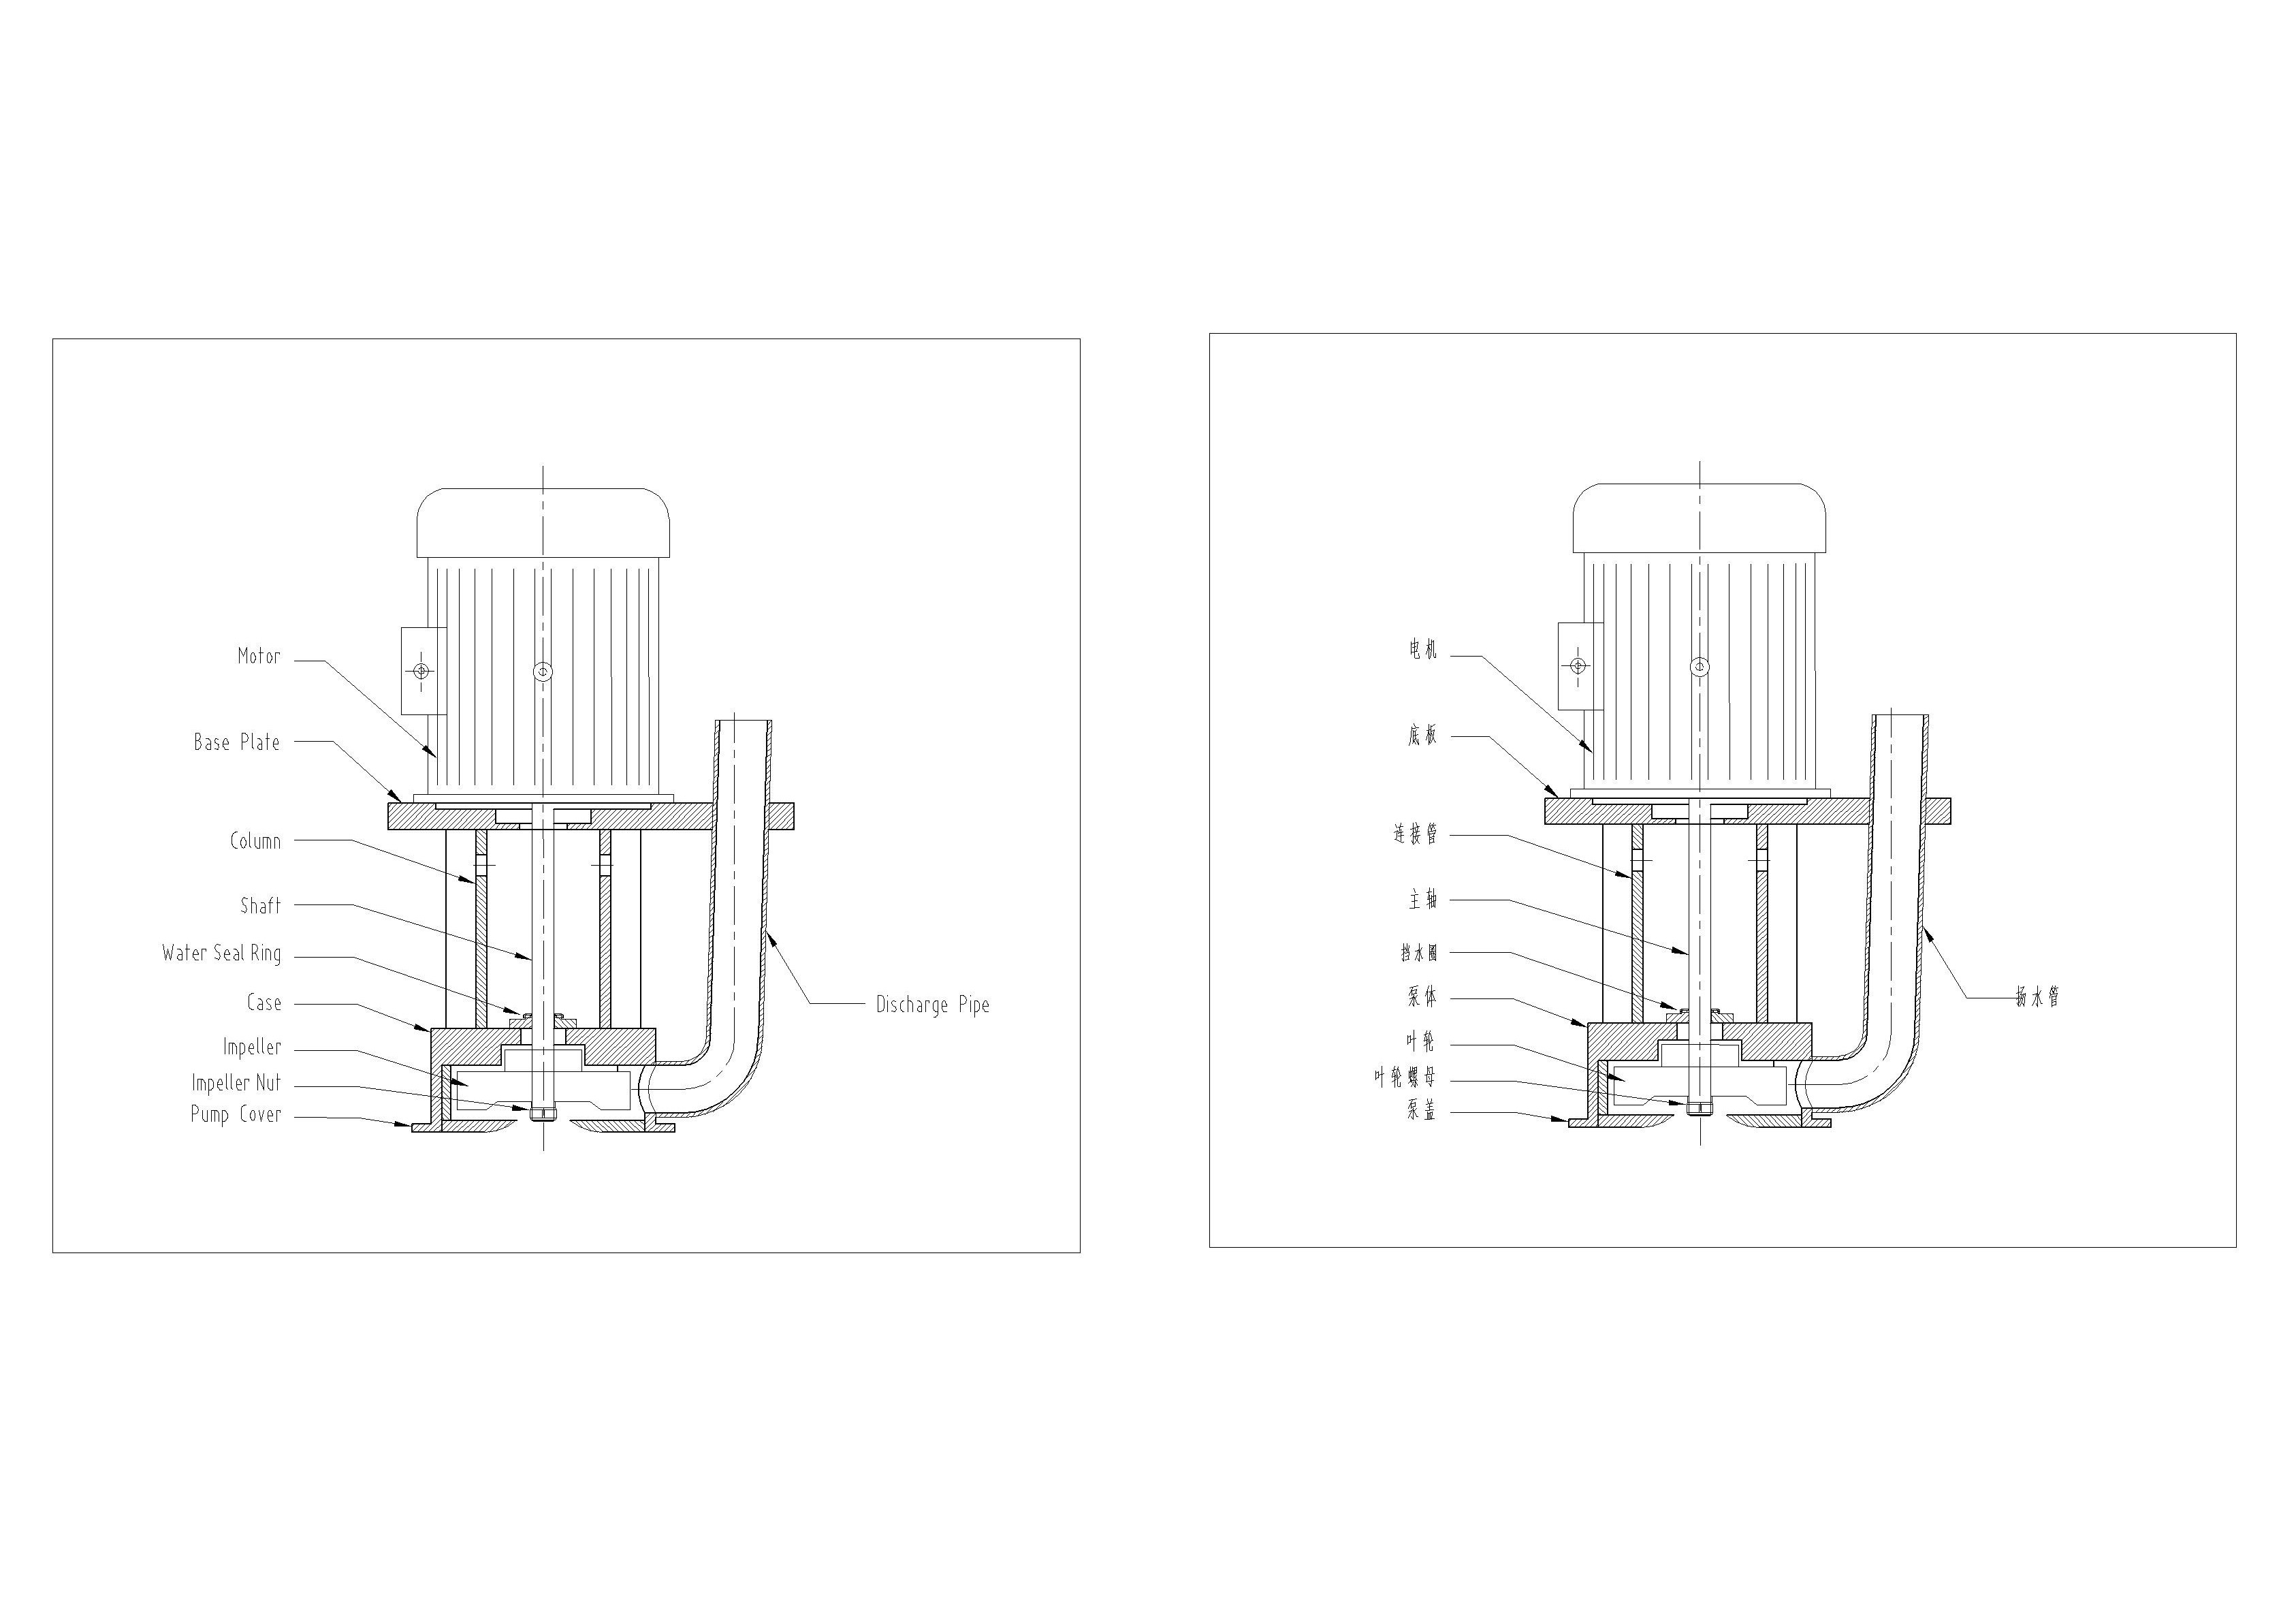 Motor
Base Plate
Column
Shaft
Water Seal Ring
Case
Impeller
Impeller Nut
Pump Cover
Discharge Pipe
电机
底板
连接管
主轴
挡水圈
泵体
叶轮
叶轮螺母
泵盖
扬水管